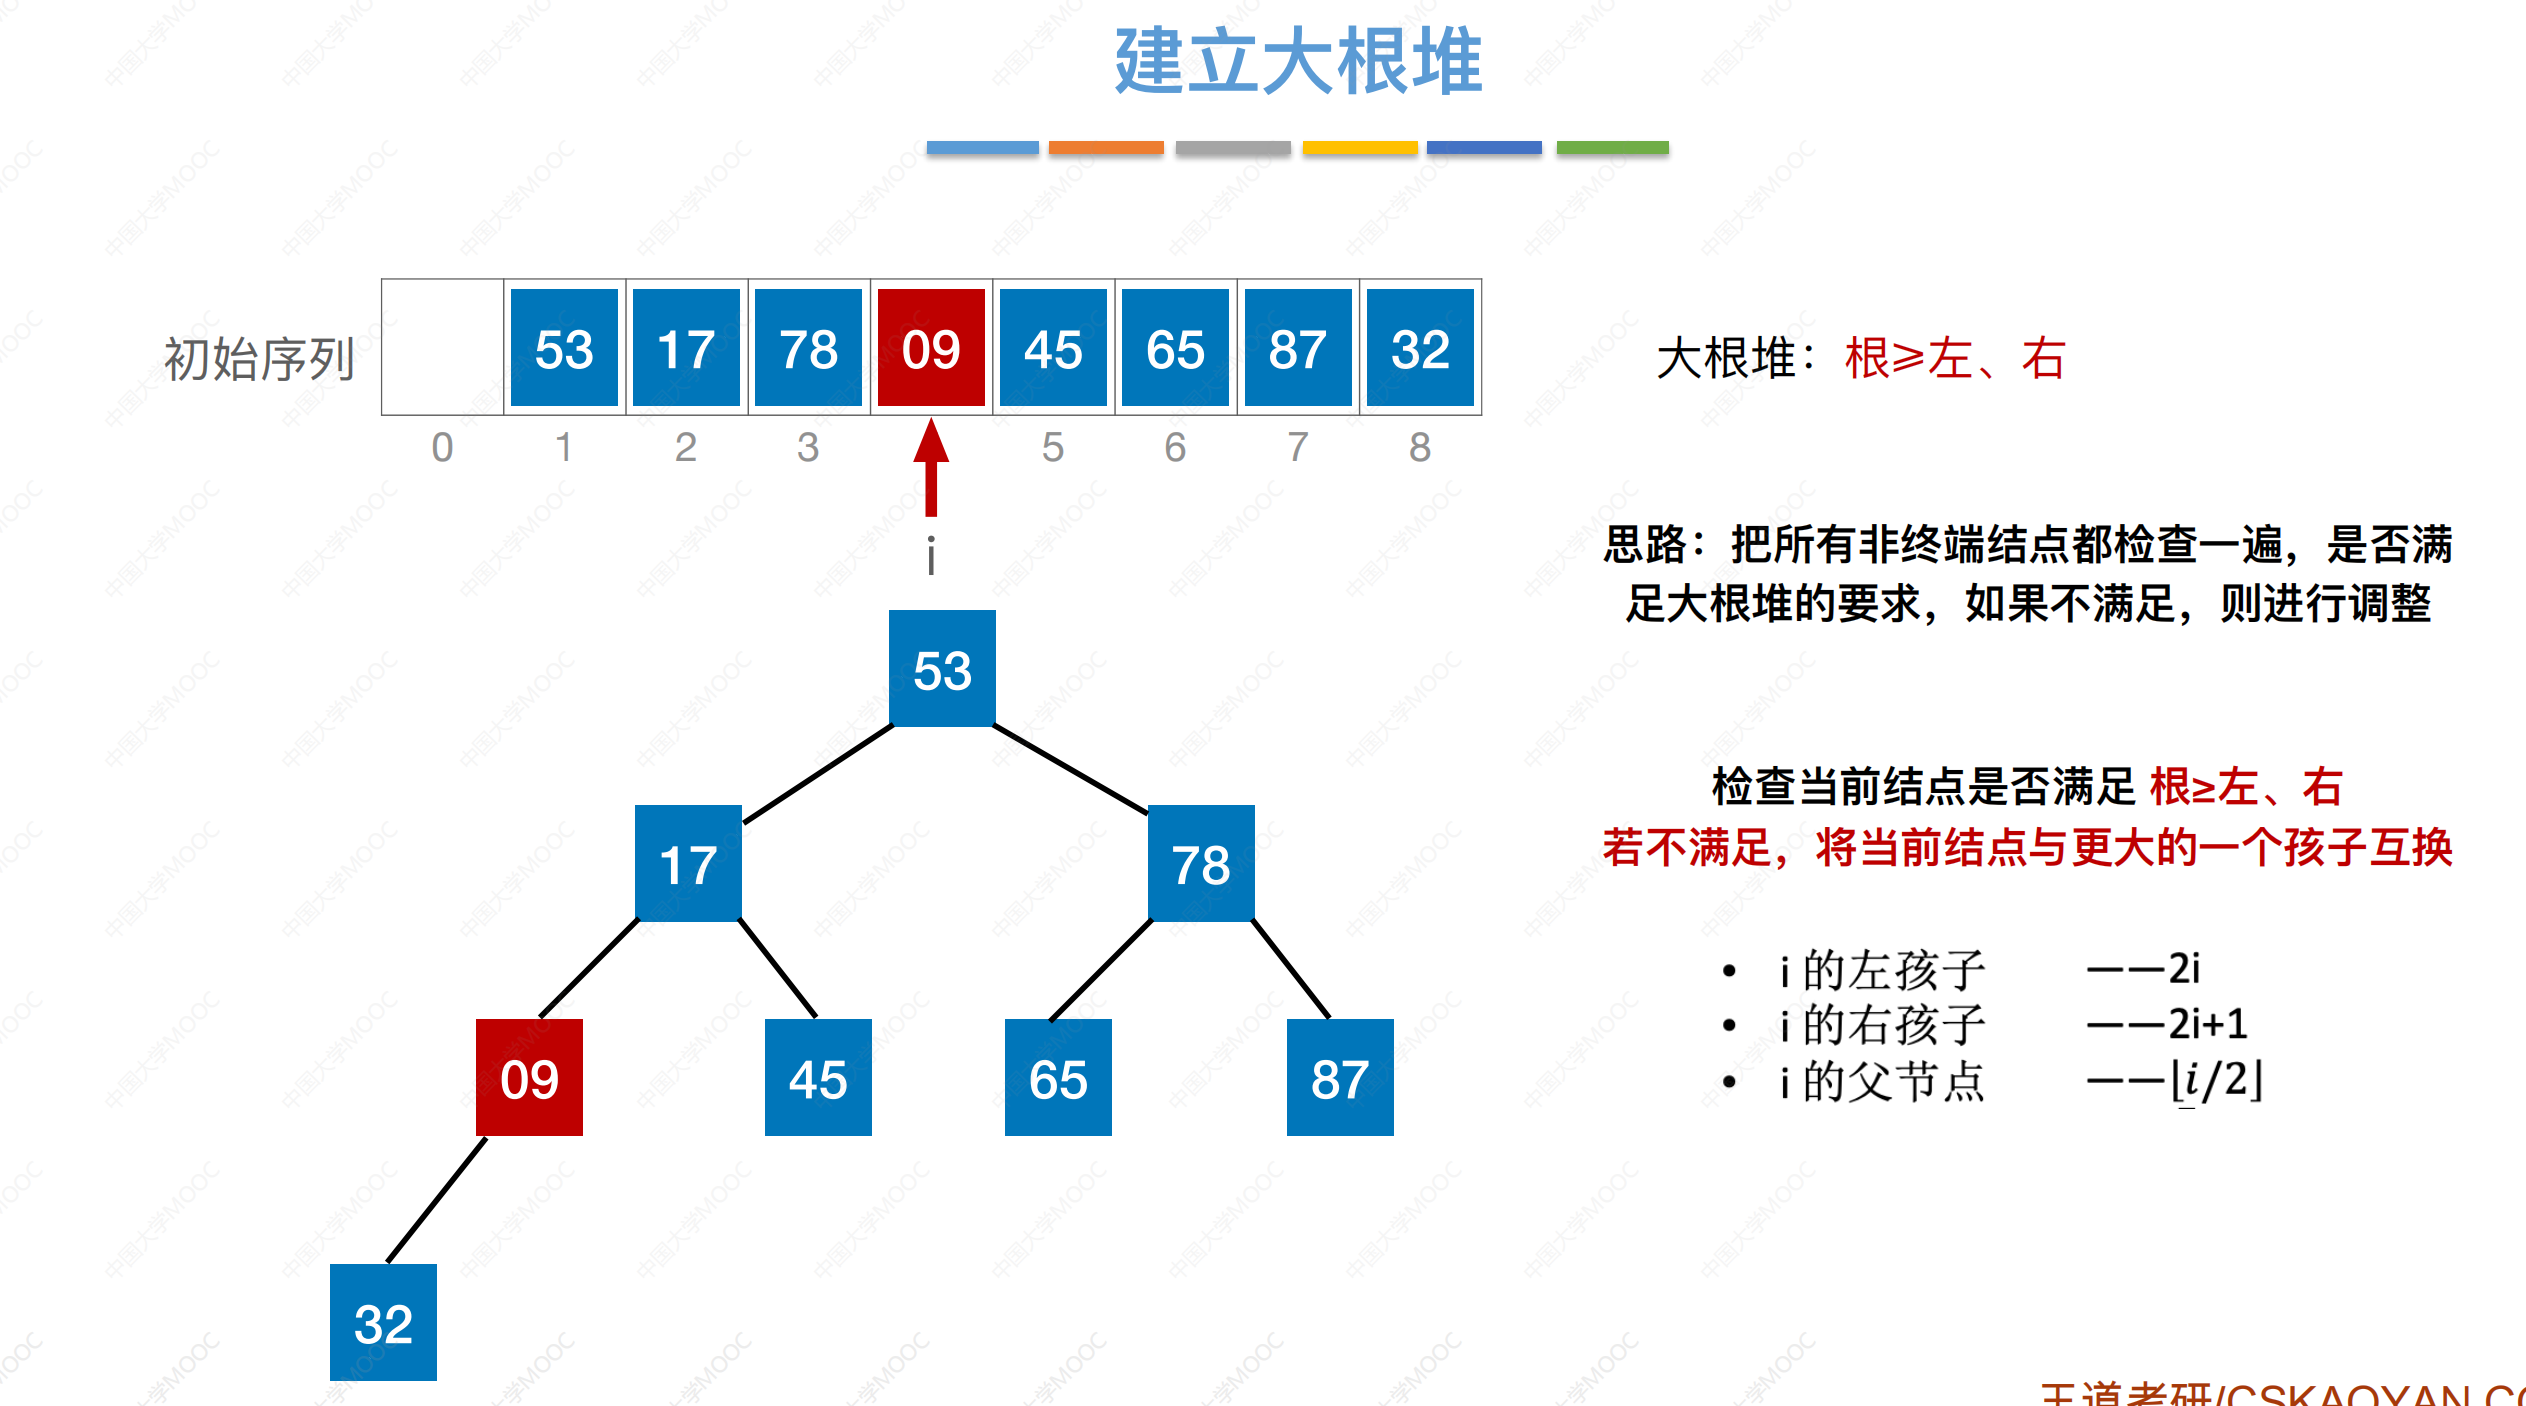 建立大根堆
初始序列
53 17 78 09 45 65 87 32
0 1 2 3 5 6 7 8
i
大根堆：根≥左、右
思路：把所有非终端结点都检查一遍，是否满
足大根堆的要求，如果不满足，则进行调整
检查当前结点是否满足 根≥左、右
若不满足，将当前结点与更大的一个孩子互换
• i 的左孩子 ——2i
• i 的右孩子 ——2i+1
• i 的父节点 ——⌊i/2⌋
53
17 78
09 45 65 87
32
王道考研/CSKAOYAN.CO
中国大学MOOC